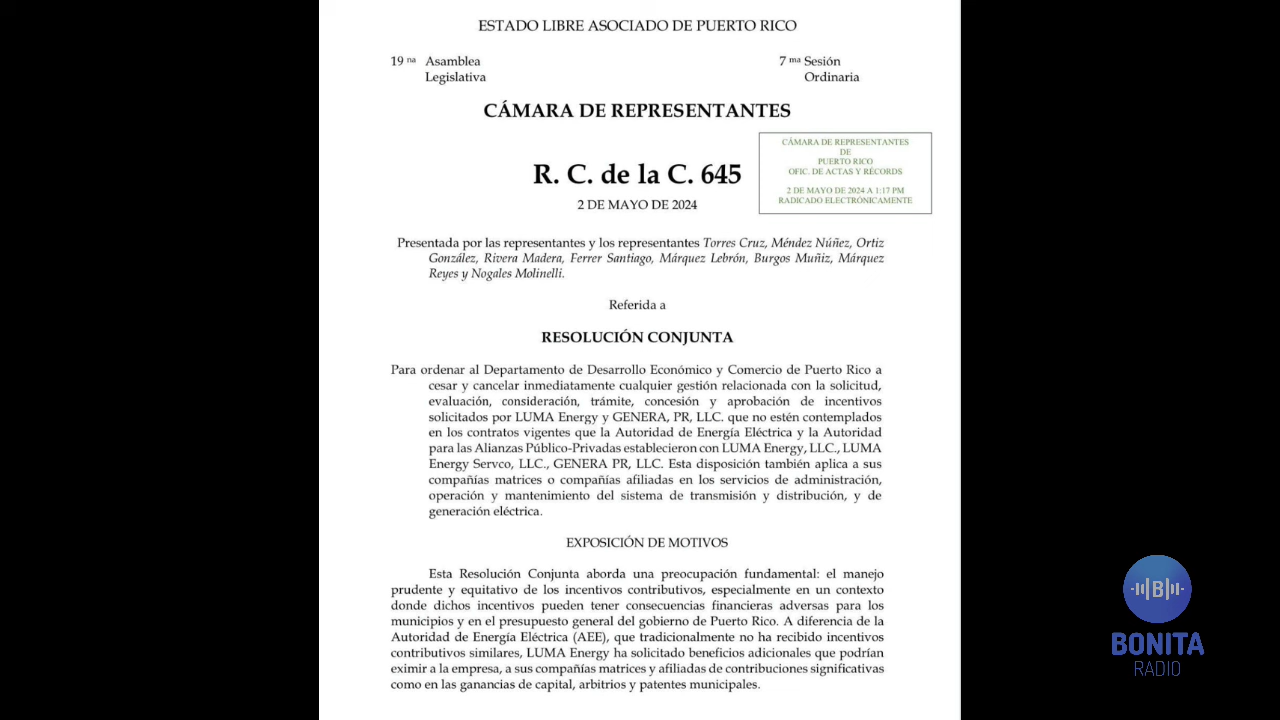 ESTADO LIBRE ASOCIADO DE PUERTO RICO
19 na Asamblea 7 ma Sesión
Legislativa Ordinaria
CÁMARA DE REPRESENTANTES
CÁMARA DE REPRESENTANTES
DE
PUERTO RICO
OFIC. DE ACTAS Y RÉCORDS
2 DE MAYO DE 2024 A 1:17 PM
RADICADO ELECTRÓNICAMENTE
R. C. de la C. 645
2 DE MAYO DE 2024
Presentada por las representantes y los representantes Torres Cruz, Méndez Núñez, Ortiz
González, Rivera Madera, Ferrer Santiago, Márquez Lebrón, Burgos Muñiz, Márquez
Reyes y Nogales Molinelli.
Referida a
RESOLUCIÓN CONJUNTA
Para ordenar al Departamento de Desarrollo Económico y Comercio de Puerto Rico a
cesar y cancelar inmediatamente cualquier gestión relacionada con la solicitud,
evaluación, consideración, trámite, concesión y aprobación de incentivos
solicitados por LUMA Energy y GENERA, PR, LLC. que no estén contemplados
en los contratos vigentes que la Autoridad de Energía Eléctrica y la Autoridad
para las Alianzas Público-Privadas establecieron con LUMA Energy, LLC., LUMA
Energy Servco, LLC., GENERA PR, LLC. Esta disposición también aplica a sus
compañías matrices o compañías afiliadas en los servicios de administración,
operación y mantenimiento del sistema de transmisión y distribución, y de
generación eléctrica.
EXPOSICIÓN DE MOTIVOS
Esta Resolución Conjunta aborda una preocupación fundamental: el manejo
prudente y equitativo de los incentivos contributivos, especialmente en un contexto
donde dichos incentivos pueden tener consecuencias financieras adversas para los
municipios y en el presupuesto general del gobierno de Puerto Rico. A diferencia de la
Autoridad de Energía Eléctrica (AEE), que tradicionalmente no ha recibido incentivos
contributivos similares, LUMA Energy ha solicitado beneficios adicionales que podrían
eximir a la empresa, a sus compañías matrices y afiliadas de contribuciones significativas
como en las ganancias de capital, arbitrios y patentes municipales.
B
BONITA
RADIO